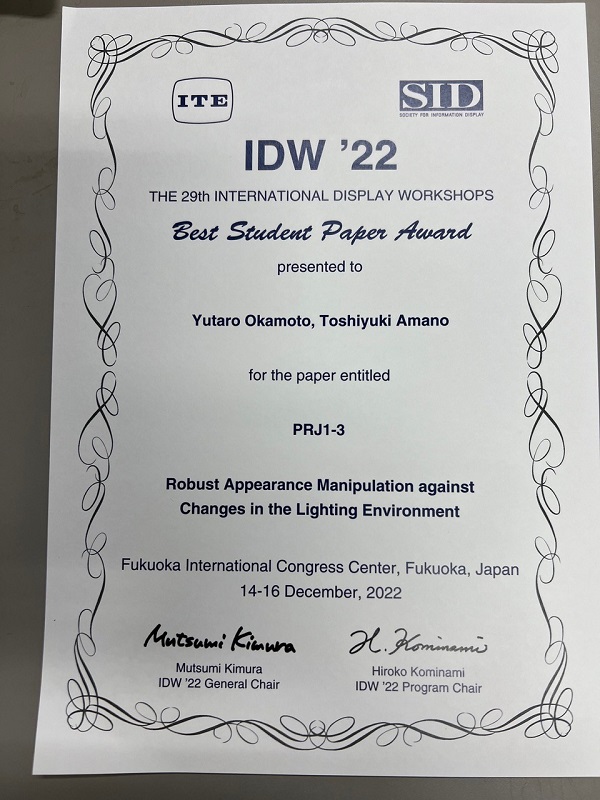 ITE
SID
SOCIETY FOR INFORMATION DISPLAY
IDW ’22
THE 29th INTERNATIONAL DISPLAY WORKSHOPS
Best Student Paper Award
presented to
Yutaro Okamoto, Toshiyuki Amano
for the paper entitled
PRJ1-3
Robust Appearance Manipulation against
Changes in the Lighting Environment
Fukuoka International Congress Center, Fukuoka, Japan
14-16 December, 2022
Mutsumi Kimura
Mutsumi Kimura
IDW ’22 General Chair
H. Kominami
Hiroko Kominami
IDW ’22 Program Chair